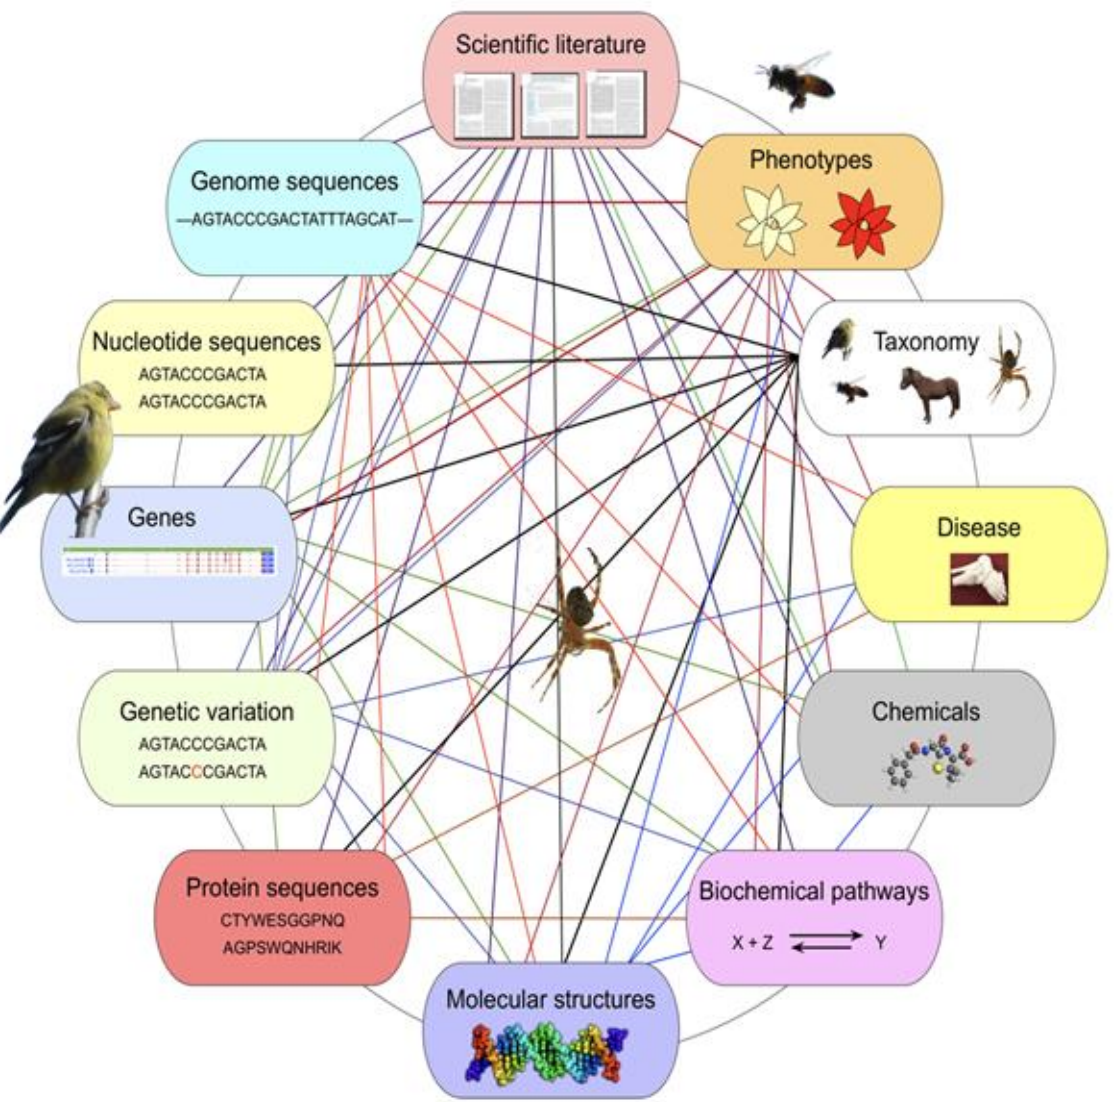 Scientific literature
Genome sequences
—AGTACCCGACTATTTAGCAT—
Phenotypes
Nucleotide sequences
AGTACCCGACTA
AGTACCCGACTA
Taxonomy
Genes
Disease
Genetic variation
AGTACCCGACTA
AGTACCCGACTA
Chemicals
Protein sequences
CTYWESGGPNQ
AGPSWQNHRIK
Biochemical pathways
X + Z Y
Molecular structures